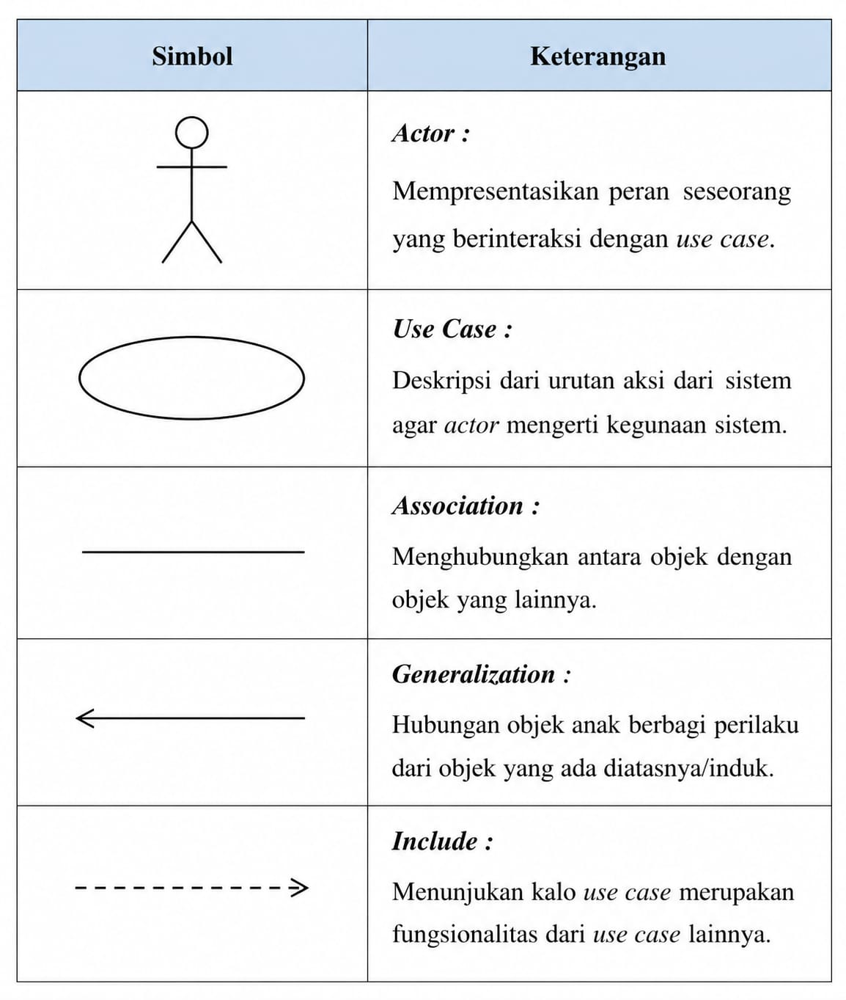 Simbol
Keterangan
Actor :
Mempresentasikan peran seseorang
yang berinteraksi dengan use case.
Use Case :
Deskripsi dari urutan aksi dari sistem
agar actor mengerti kegunaan sistem.
Association :
Menghubungkan antara objek dengan
objek yang lainnya.
Generalization :
Hubungan objek anak berbagi perilaku
dari objek yang ada diatasnya/induk.
Include :
Menunjukan kalo use case merupakan
fungsionalitas dari use case lainnya.